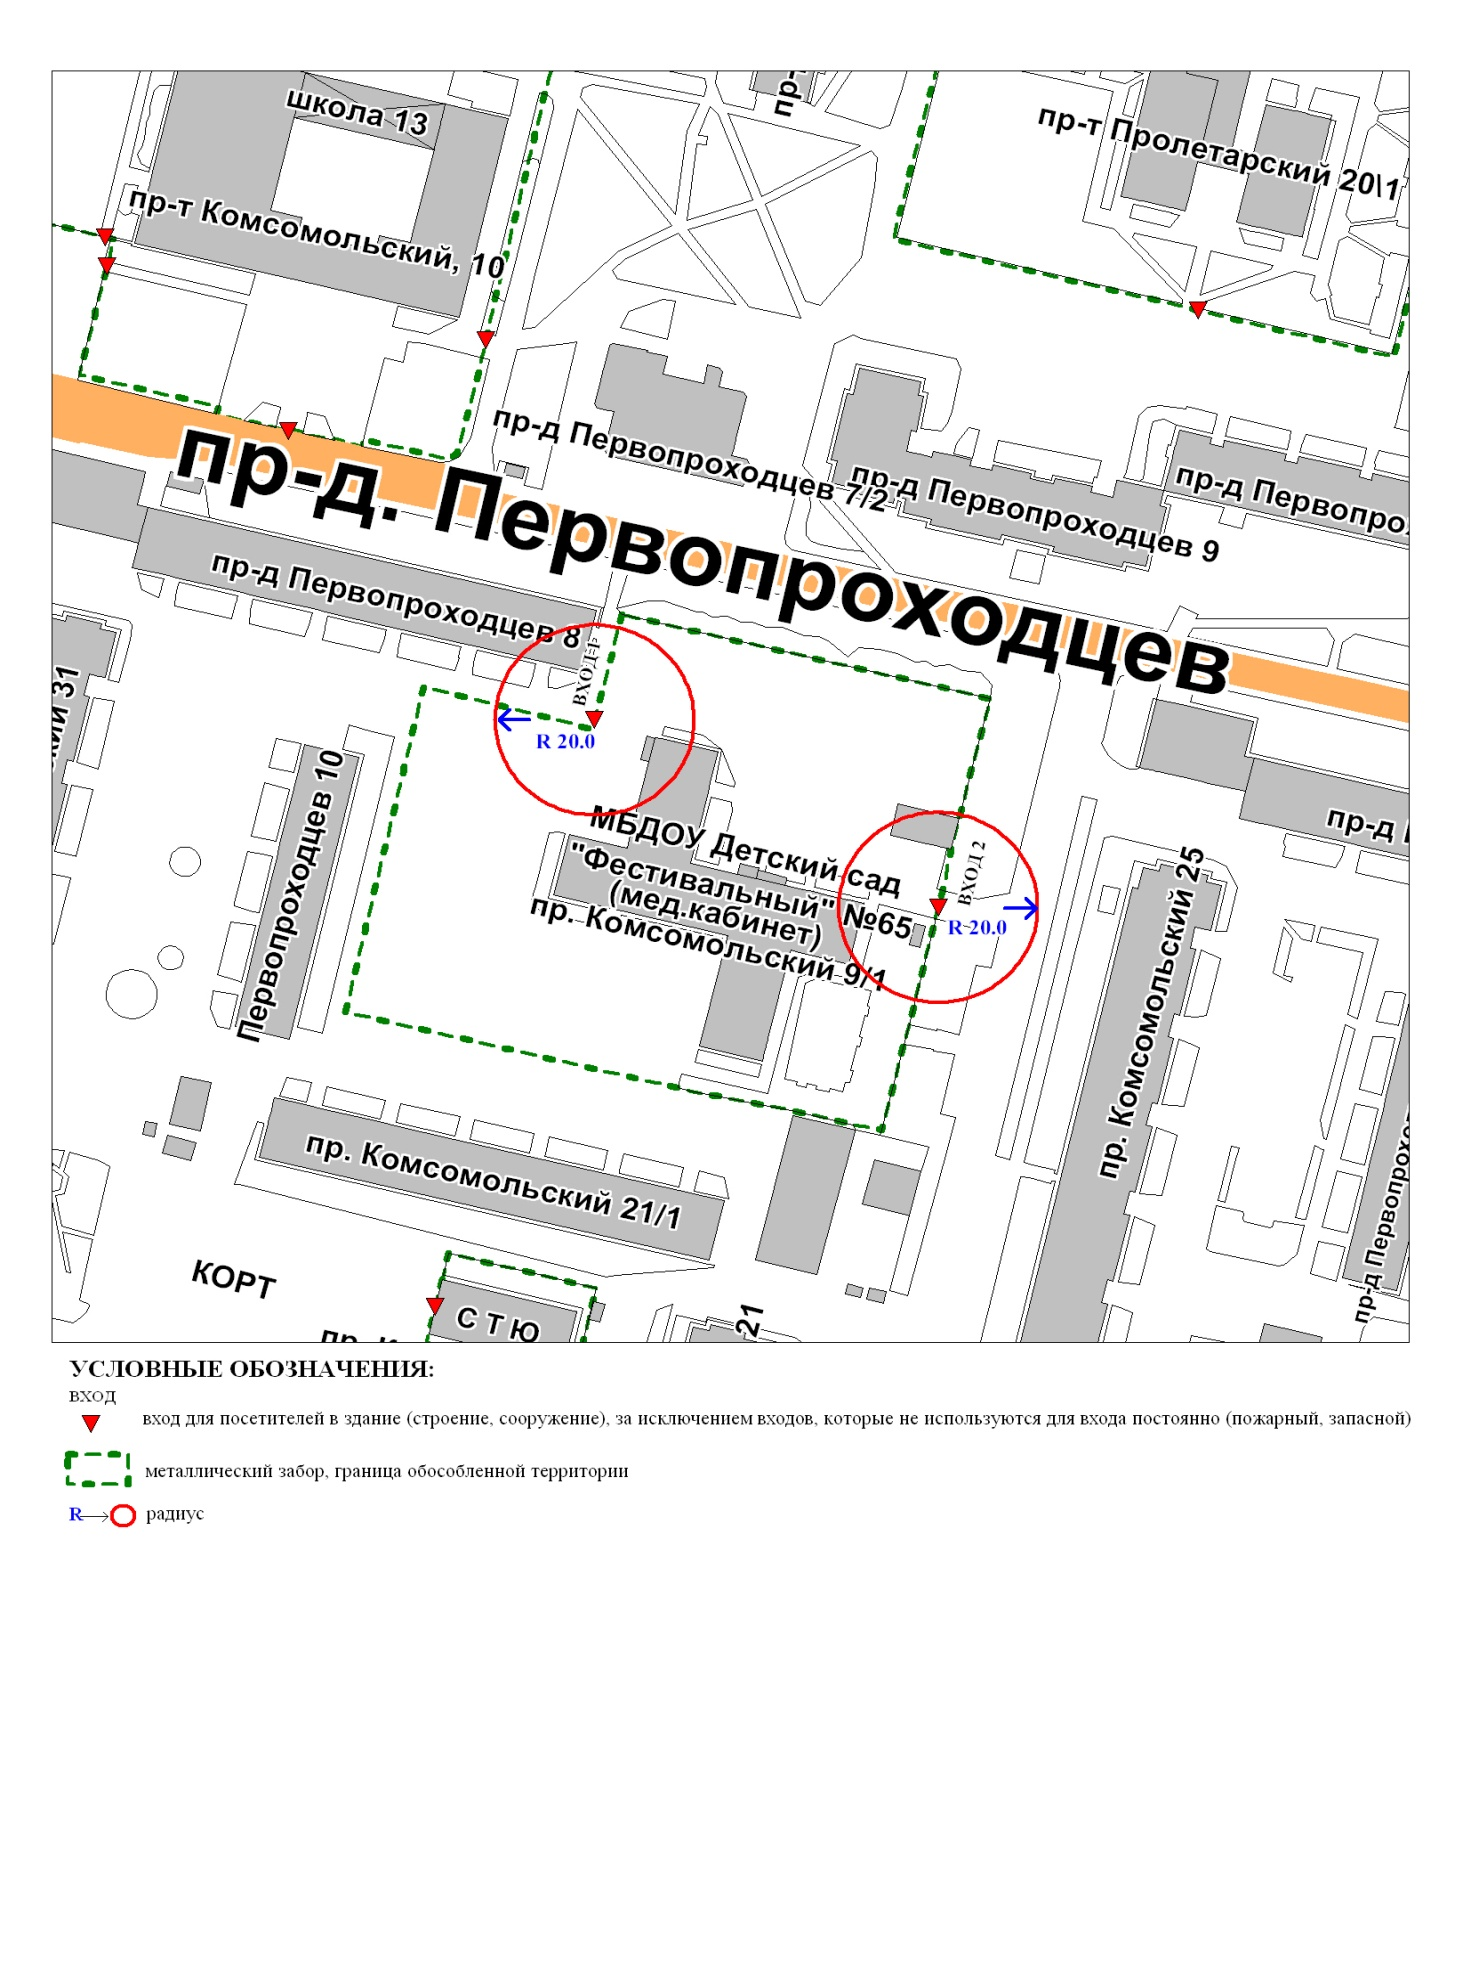 школа 13
пр-
пр-т Пролетарский 20\1
пр-т Комсомольский, 10
пр-д Первопроходцев 7/2
пр-д Первопроходцев 9
пр-д Первопро
пр-д. Первопроходцев
пр-д Первопроходцев 8
ВХОД 1
R 20.0
31
Первопроходцев 10
МБДОУ Детский сад
"Фестивальный" №65
(мед.кабинет)
пр. Комсомольский 9/1
ВХОД 2
R 20.0
пр-д
пр. Комсомольский 25
пр-д Первопрохо
пр. Комсомольский 21/1
КОРТ
С Т Ю
21
УСЛОВНЫЕ ОБОЗНАЧЕНИЯ:
ВХОД
вход для посетителей в здание (строение, сооружение), за исключением входов, которые не используются для входа постоянно (пожарный, запасной)
металлический забор, граница обособленной территории
R
радиус